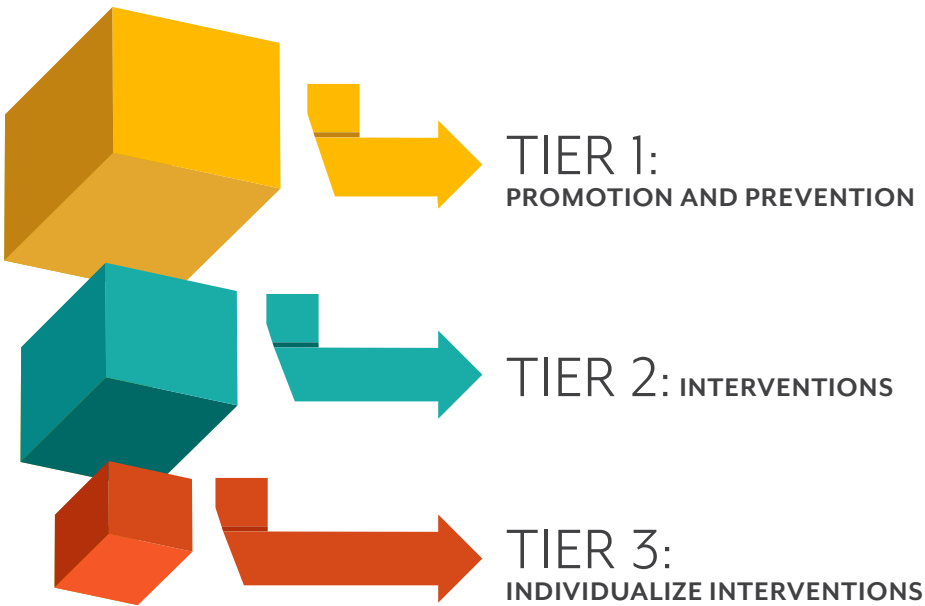 TIER 1:
PROMOTION AND PREVENTION
TIER 2: INTERVENTIONS
TIER 3:
INDIVIDUALIZE INTERVENTIONS